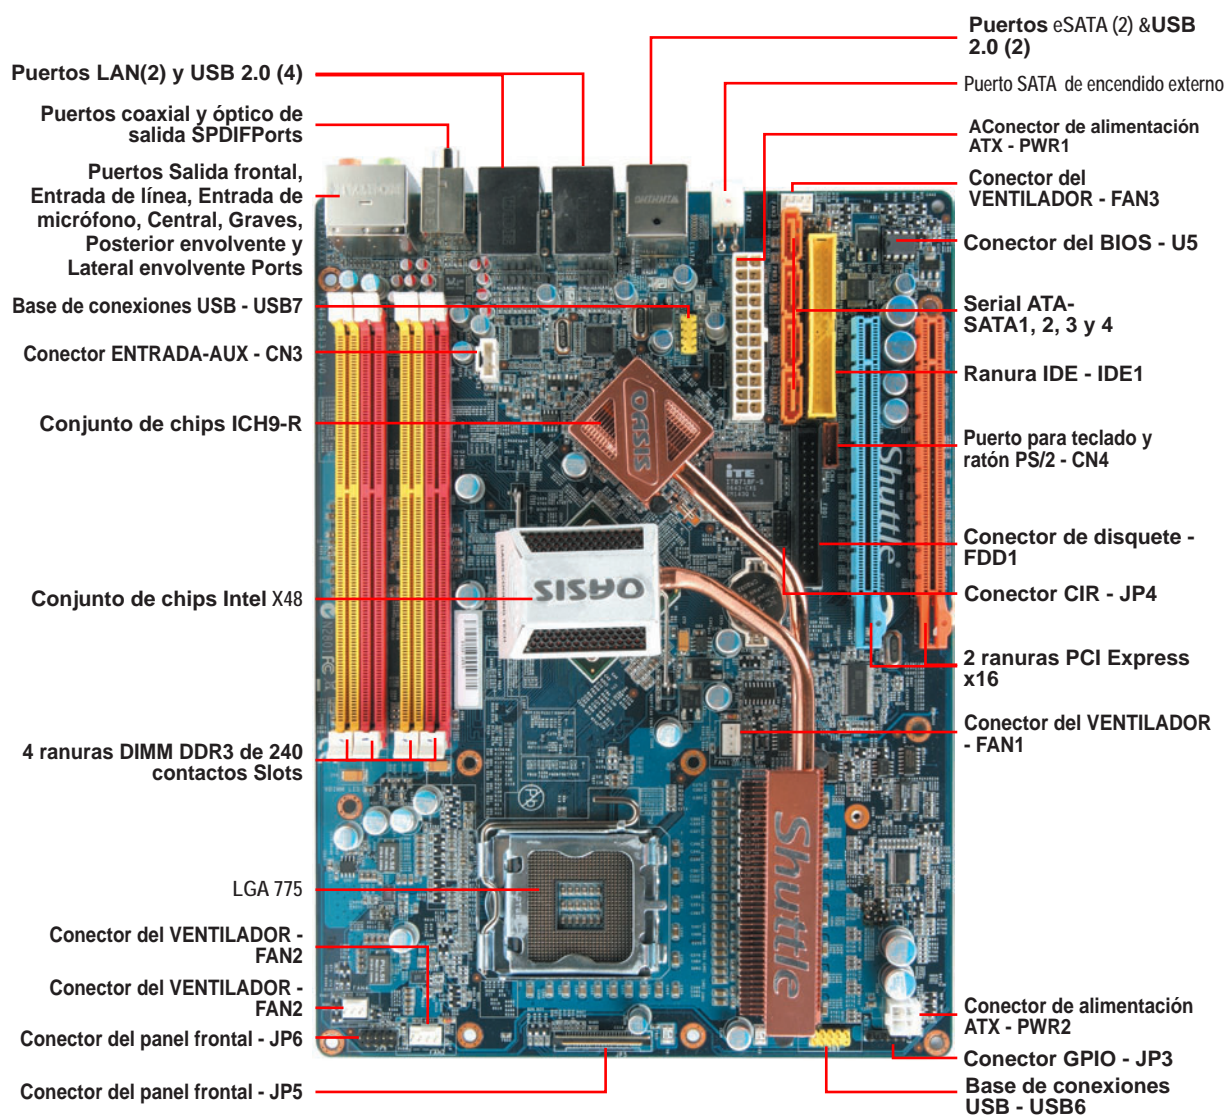 Puertos LAN(2) y USB 2.0 (4)
Puertos coaxial y óptico de
salida SPDIFPorts
Puertos Salida frontal,
Entrada de línea, Entrada de
micrófono, Central, Graves,
Posterior envolvente y
Lateral envolvente Ports
Base de conexiones USB - USB7
Conector ENTRADA-AUX - CN3
Conjunto de chips ICH9-R
Conjunto de chips Intel X48
4 ranuras DIMM DDR3 de 240
contactos Slots
LGA 775
Conector del VENTILADOR -
FAN2
Conector del VENTILADOR -
FAN2
Conector del panel frontal - JP6
Conector del panel frontal - JP5
Puertos eSATA (2) &USB
2.0 (2)
Puerto SATA de encendido externo
AConector de alimentación
ATX - PWR1
Conector del
VENTILADOR - FAN3
Conector del BIOS - U5
Serial ATA-
SATA1, 2, 3 y 4
Ranura IDE - IDE1
Puerto para teclado y
ratón PS/2 - CN4
Conector de disquete -
FDD1
Conector CIR - JP4
2 ranuras PCI Express
x16
Conector del VENTILADOR
- FAN1
Conector de alimentación
ATX - PWR2
Conector GPIO - JP3
Base de conexiones
USB - USB6
OASIS
OASIS
iTE
IT8718F-S
Shuttle
Shuttle
FAN1